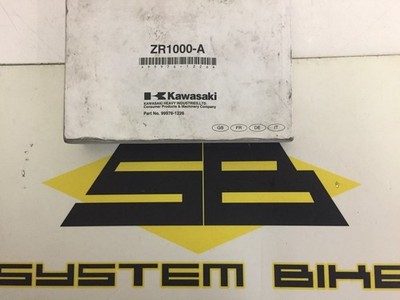 ZR1000-A
Kawasaki
KAWASAKI HEAVY INDUSTRIES, LTD.
Consumer Products & Machinery Company
Part No. 99976-1226
GB FR DE IT
SB
SYSTEM BIKE